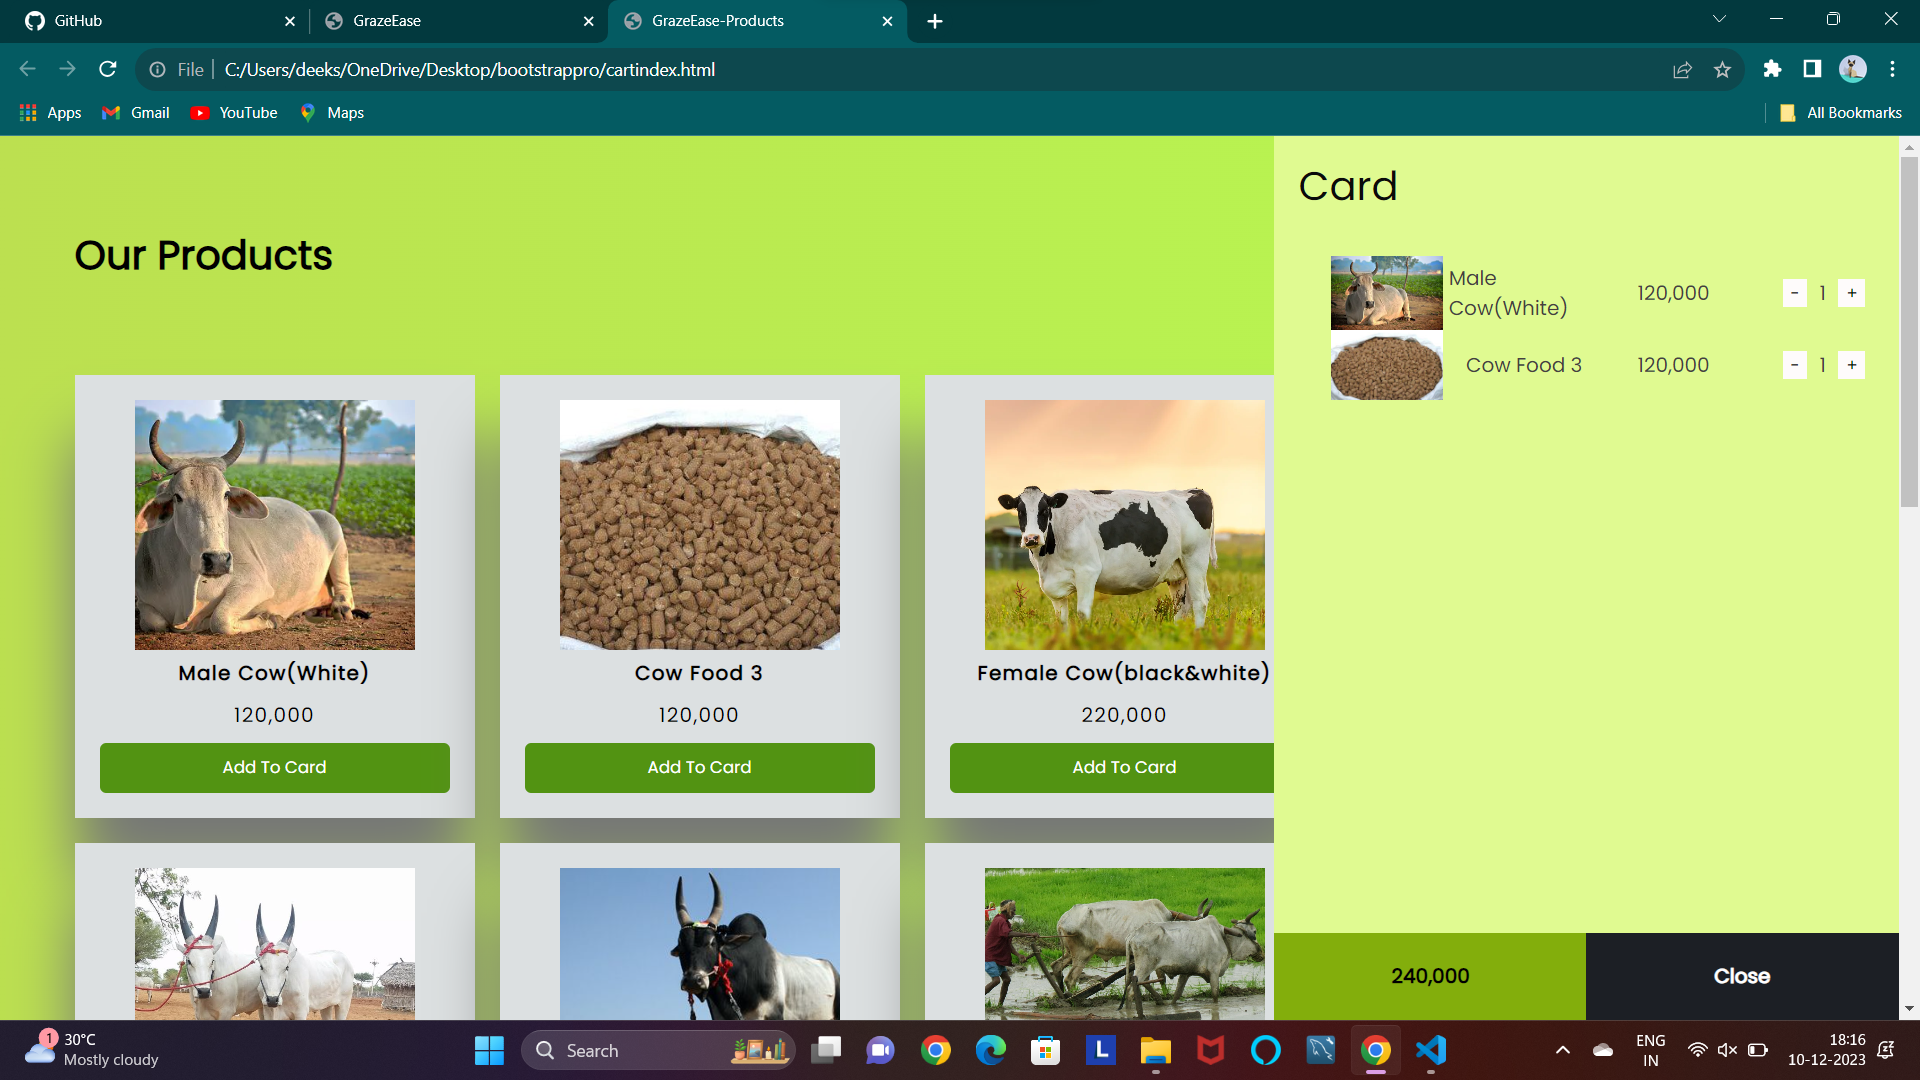 GitHub
GrazeEase
GrazeEase-Products
File
C:/Users/deeks/OneDrive/Desktop/bootstrappro/cartindex.html
Apps
Gmail
YouTube
Maps
All Bookmarks
Our Products
Male Cow(White)
120,000
Add To Card
Cow Food 3
120,000
Add To Card
Female Cow(black&white)
220,000
Add To Card
Card
Male
Cow(White)
120,000
- 1 +
Cow Food 3
120,000
- 1 +
240,000
Close
1
30°C
Mostly cloudy
Search
L
ENG
IN
18:16
10-12-2023